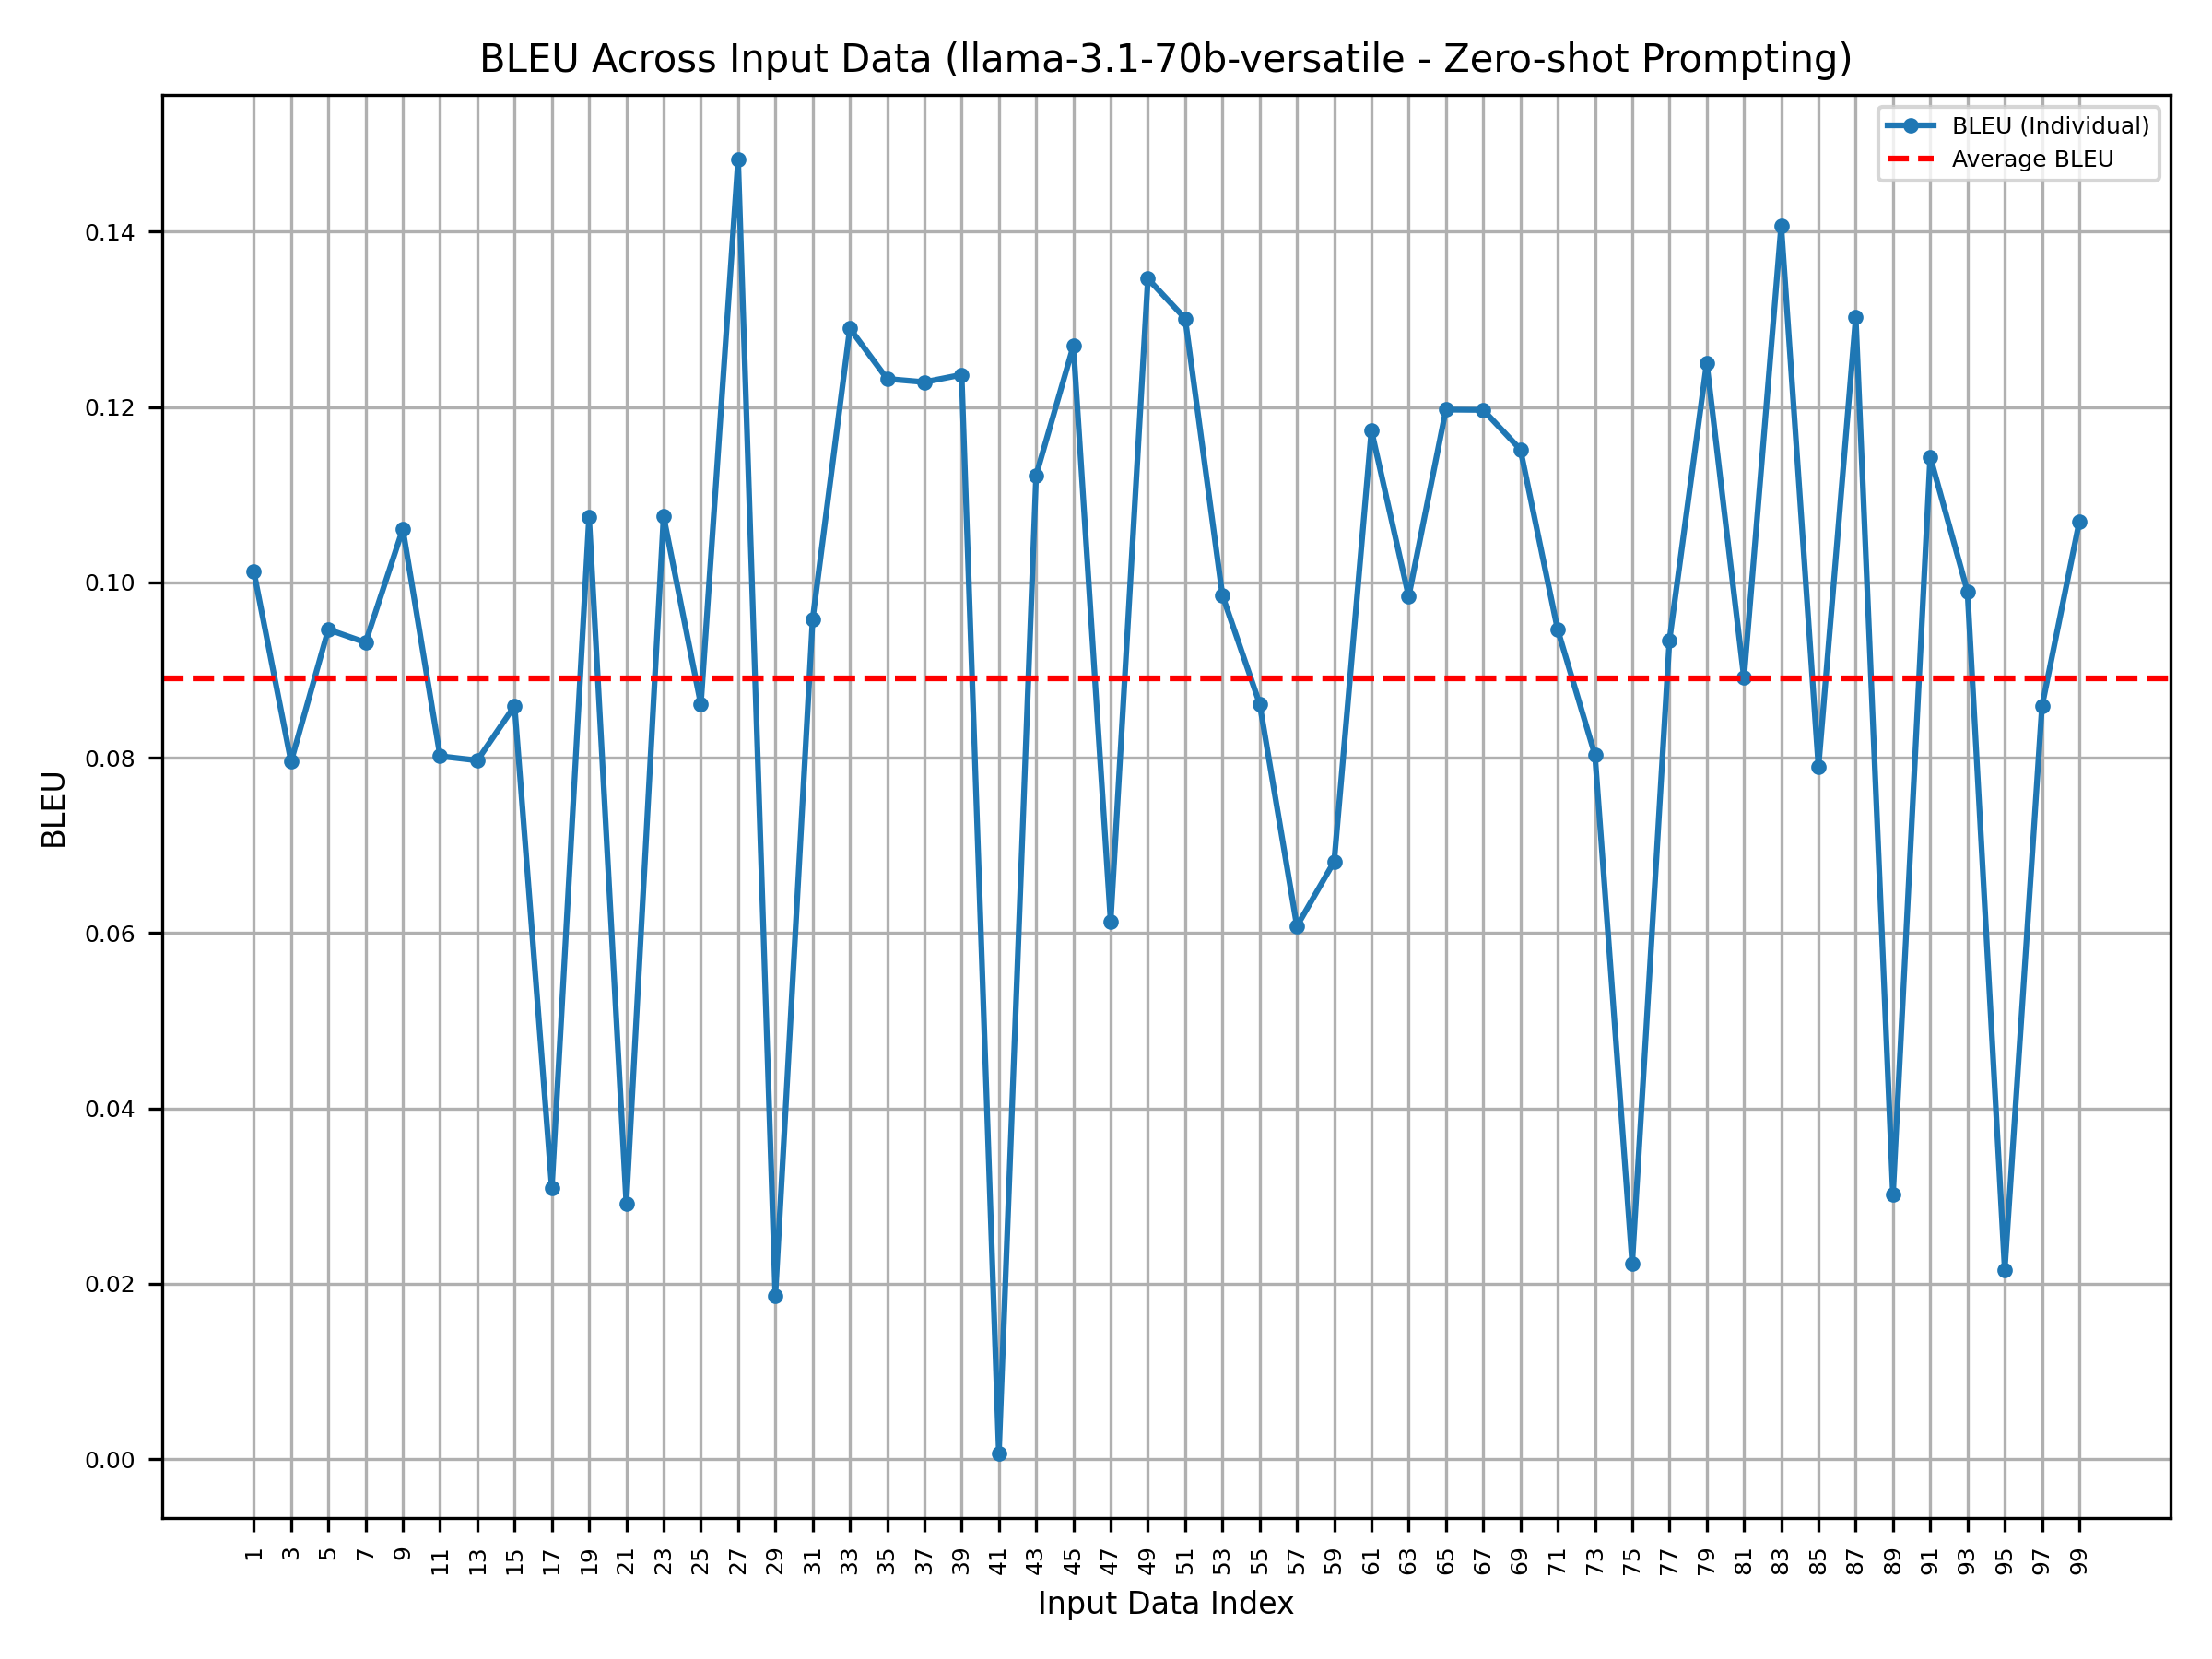 BLEU Across Input Data (llama-3.1-70b-versatile - Zero-shot Prompting)
BLEU (Individual)
Average BLEU
0.14
0.12
0.10
0.08
0.06
0.04
0.02
0.00
BLEU
1 3 5 7 9 11 13 15 17 19 21 23 25 27 29 31 33 35 37 39 41 43 45 47 49 51 53 55 57 59 61 63 65 67 69 71 73 75 77 79 81 83 85 87 89 91 93 95 97 99
Input Data Index